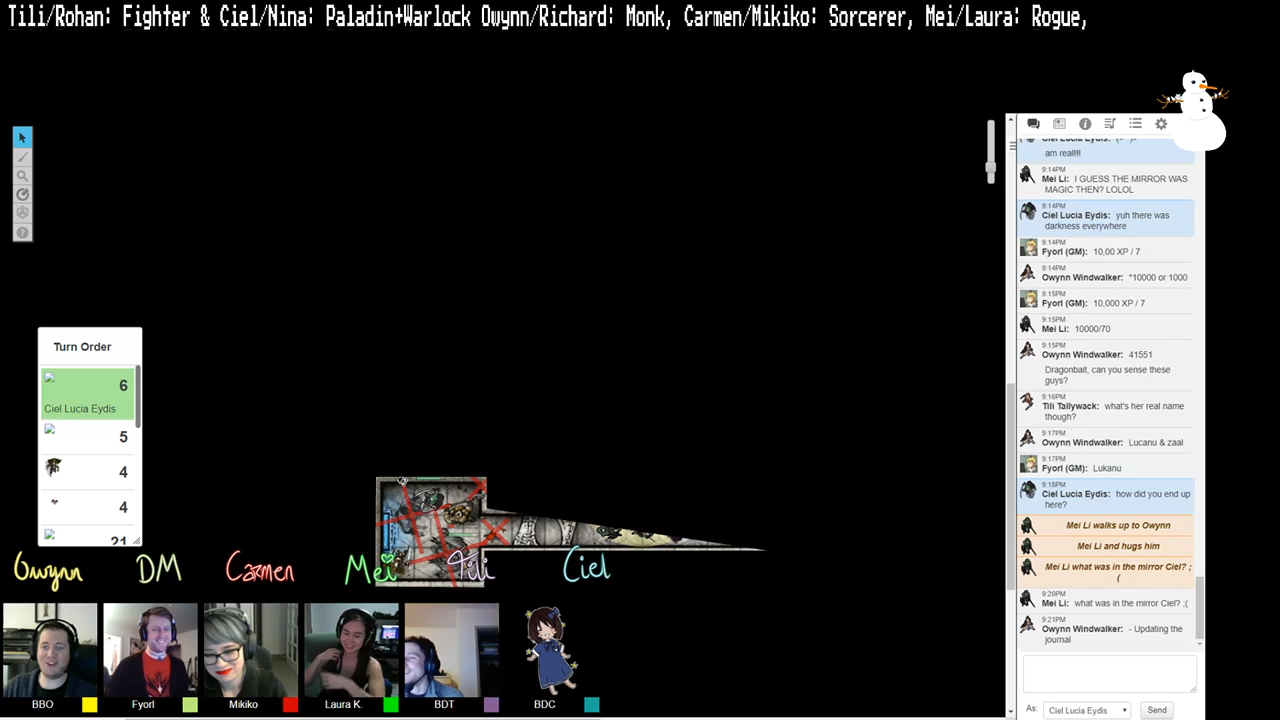 Tili/Rohan: Fighter & Ciel/Nina: Paladin+Warlock Owynn/Richard: Monk, Carmen/Mikiko: Sorcerer, Mei/Laura: Rogue,
am real!!!!
9:14PM
Mei Li: I GUESS THE MIRROR WAS
MAGIC THEN? LOLOL
9:14PM
Ciel Lucia Eydis: yuh there was
darkness everywhere
9:14PM
Fyorl (GM): 10,00 XP / 7
9:14PM
Owynn Windwalker: *10000 or 1000
9:15PM
Fyorl (GM): 10,000 XP / 7
9:15PM
Mei Li: 10000/70
9:15PM
Owynn Windwalker: 41551
Dragonbait, can you sense these
guys?
9:16PM
Tili Tallywack: what's her real name
though?
9:17PM
Owynn Windwalker: Lucanu & zaal
9:17PM
Fyorl (GM): Lukanu
9:18PM
Ciel Lucia Eydis: how did you end up
here?
Mei Li walks up to Owynn
Mei Li and hugs him
Mei Li what was in the mirror Ciel? ;
(
9:20PM
Mei Li: what was in the mirror Ciel? ;(
9:21PM
Owynn Windwalker: - Updating the
journal
As: Ciel Lucia Eydis Send
Turn Order
6
Ciel Lucia Eydis
5
4
4
21
Owynn DM Carmen Mei Tili Ciel
BBO Fyorl Mikiko Laura K. BDT BDC